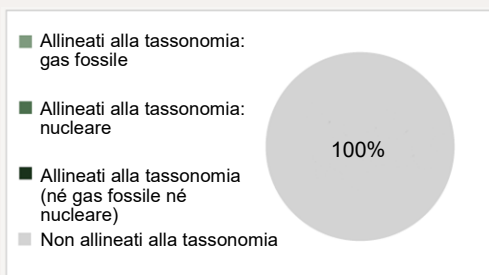 Allineati alla tassonomia:
gas fossile
Allineati alla tassonomia:
nucleare
Allineati alla tassonomia
(né gas fossile né
nucleare)
Non allineati alla tassonomia
100%